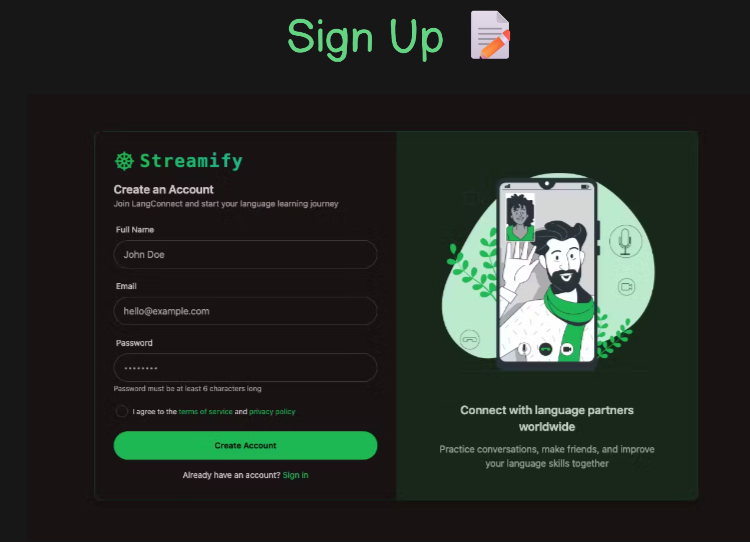 Sign Up
Streamify
Create an Account
Join LangConnect and start your language learning journey
Full Name
John Doe
Email
hello@example.com
Password
••••••••
Password must be at least 6 characters long
I agree to the terms of service and privacy policy
Create Account
Already have an account? Sign in
Connect with language partners
worldwide
Practice conversations, make friends, and improve
your language skills together